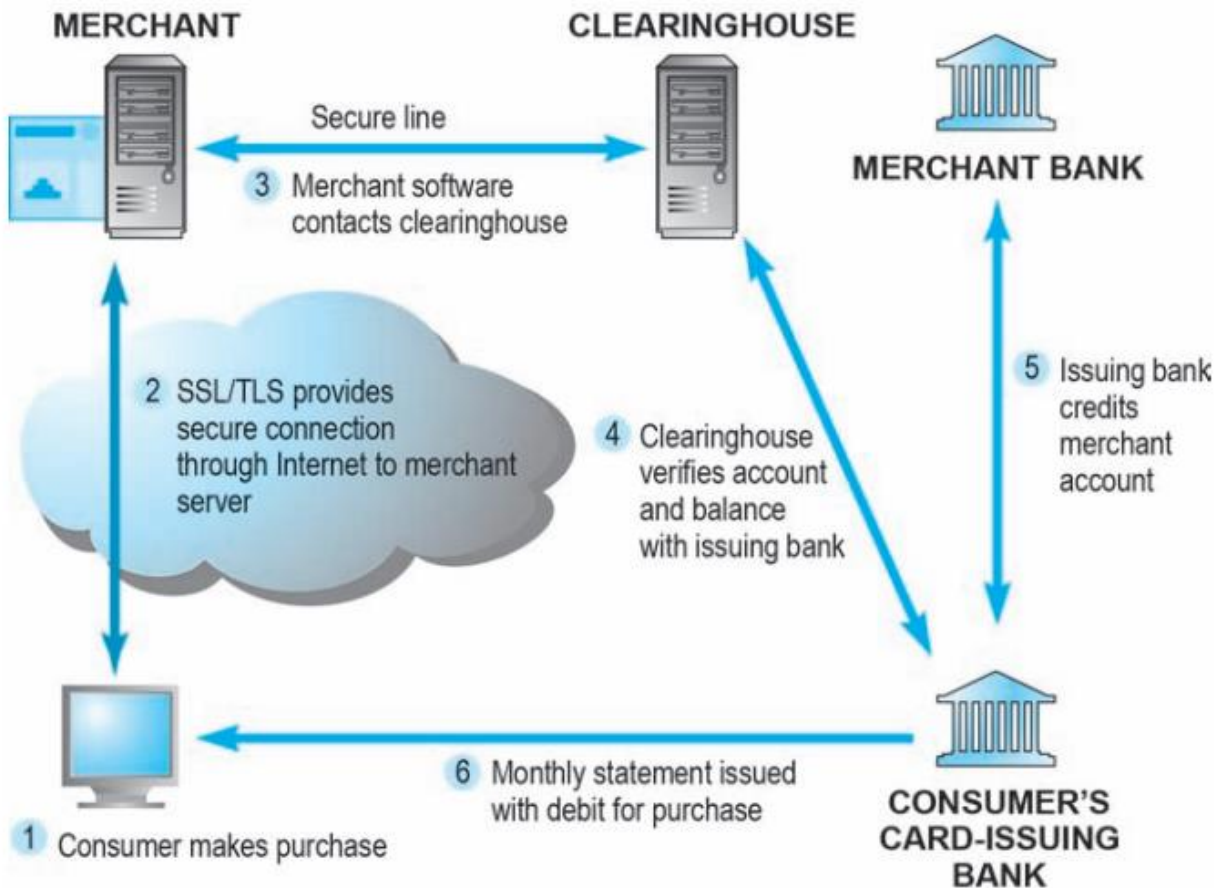 MERCHANT
CLEARINGHOUSE
MERCHANT BANK
Secure line
3 Merchant software
contacts clearinghouse
2 SSL/TLS provides
secure connection
through Internet to merchant
server
4 Clearinghouse
verifies account
and balance
with issuing bank
5 Issuing bank
credits
merchant
account
6 Monthly statement issued
with debit for purchase
1 Consumer makes purchase
CONSUMER'S
CARD-ISSUING
BANK